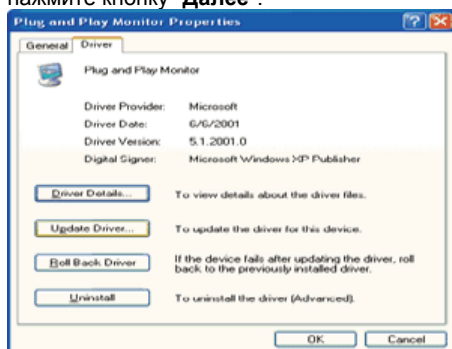 нажмите кнопку "Далее".
Plug and Play Monitor Properties
General Driver
Plug and Play Monitor
Driver Provider: Microsoft
Driver Date: 6/6/2001
Driver Version: 5.1.2001.0
Digital Signer: Microsoft Windows XP Publisher
Driver Details... To view details about the driver files.
Update Driver... To update the driver for this device.
Roll Back Driver If the device fails after updating the driver, roll
back to the previously installed driver.
Uninstall To uninstall the driver (Advanced).
OK Cancel